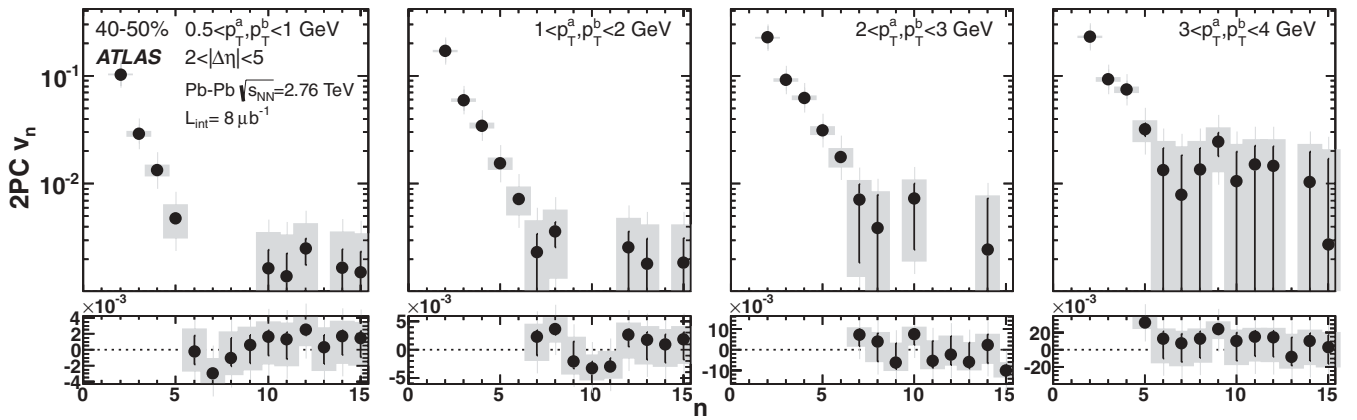 40-50% 0.5<p_T^a,p_T^b<1 GeV
ATLAS 2<|Δη|<5
Pb-Pb √s_NN=2.76 TeV
L_int= 8 μb^-1
1<p_T^a,p_T^b<2 GeV
2<p_T^a,p_T^b<3 GeV
3<p_T^a,p_T^b<4 GeV
2PC v_n
10^-1
10^-2
×10^-3
×10^-3
×10^-3
×10^-3
4
2
0
-2
-4
5
0
-5
10
0
-10
20
0
-20
0 5 10 15
0 5 10 15
0 5 10 15
0 5 10 15
n